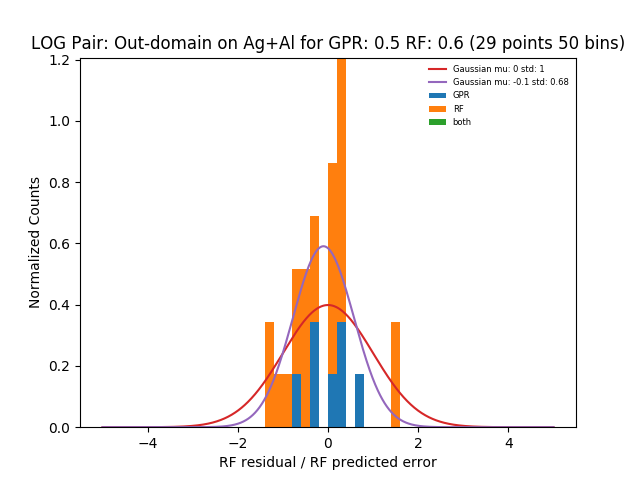 LOG Pair: Out-domain on Ag+Al for GPR: 0.5 RF: 0.6 (29 points 50 bins)
Gaussian mu: 0 std: 1
Gaussian mu: -0.1 std: 0.68
GPR
RF
both
1.2
1.0
0.8
0.6
0.4
0.2
0.0
Normalized Counts
−4 −2 0 2 4
RF residual / RF predicted error